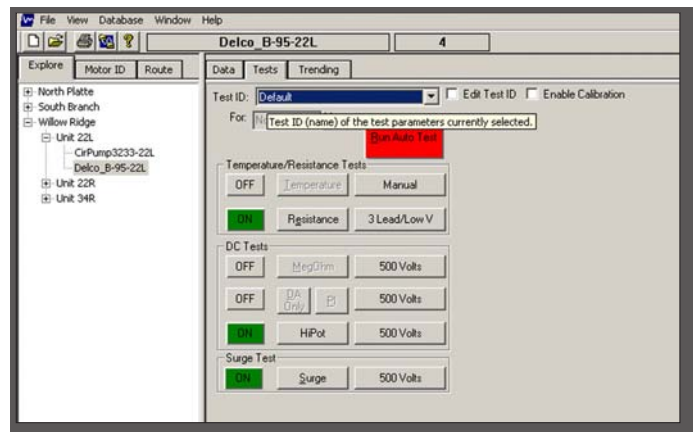 File View Database Window Help
Delco_B-95-22L 4
Explore Motor ID Route
North Platte
South Branch
Willow Ridge
Unit 22L
CirPump3233-22L
Delco_B-95-22L
Unit 22R
Unit 34R
Data Tests Trending
Test ID: Default Edit Test ID Enable Calibration
For:
Test ID (name) of the test parameters currently selected.
Run Auto Test
Temperature/Resistance Tests
OFF Temperature Manual
ON Resistance 3 Lead/Low V
DC Tests
OFF MegOhm 500 Volts
OFF DA Only PI 500 Volts
ON HiPot 500 Volts
Surge Test
ON Surge 500 Volts